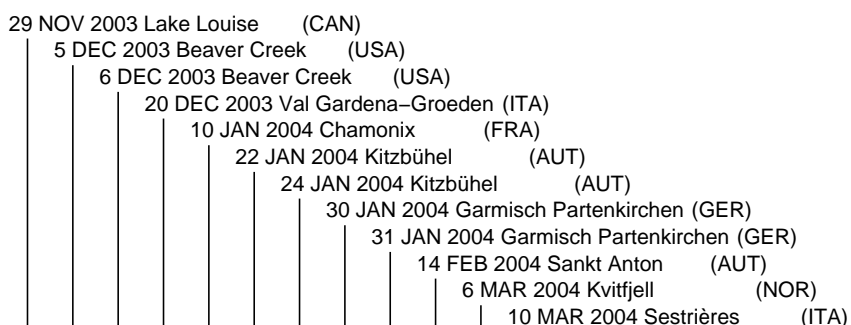 29 NOV 2003 Lake Louise (CAN)
5 DEC 2003 Beaver Creek (USA)
6 DEC 2003 Beaver Creek (USA)
20 DEC 2003 Val Gardena–Groeden (ITA)
10 JAN 2004 Chamonix (FRA)
22 JAN 2004 Kitzbühel (AUT)
24 JAN 2004 Kitzbühel (AUT)
30 JAN 2004 Garmisch Partenkirchen (GER)
31 JAN 2004 Garmisch Partenkirchen (GER)
14 FEB 2004 Sankt Anton (AUT)
6 MAR 2004 Kvitfjell (NOR)
10 MAR 2004 Sestrières (ITA)